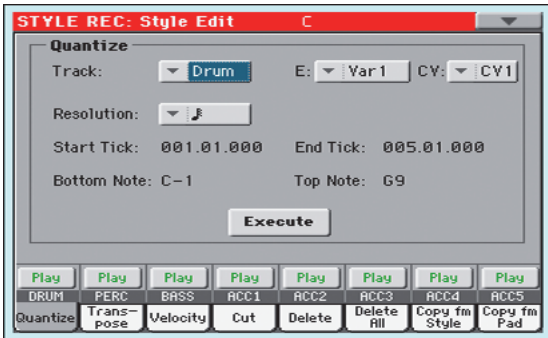 STYLE REC: Style Edit C
Quantize
Track: Drum E: Var1 CV: CV1
Resolution:
Start Tick: 001.01.000 End Tick: 005.01.000
Bottom Note: C-1 Top Note: G9
Execute
Play Play Play Play Play Play Play Play
DRUM PERC BASS ACC1 ACC2 ACC3 ACC4 ACC5
Quantize Trans-pose Velocity Cut Delete Delete All Copy fm Style Copy fm Pad